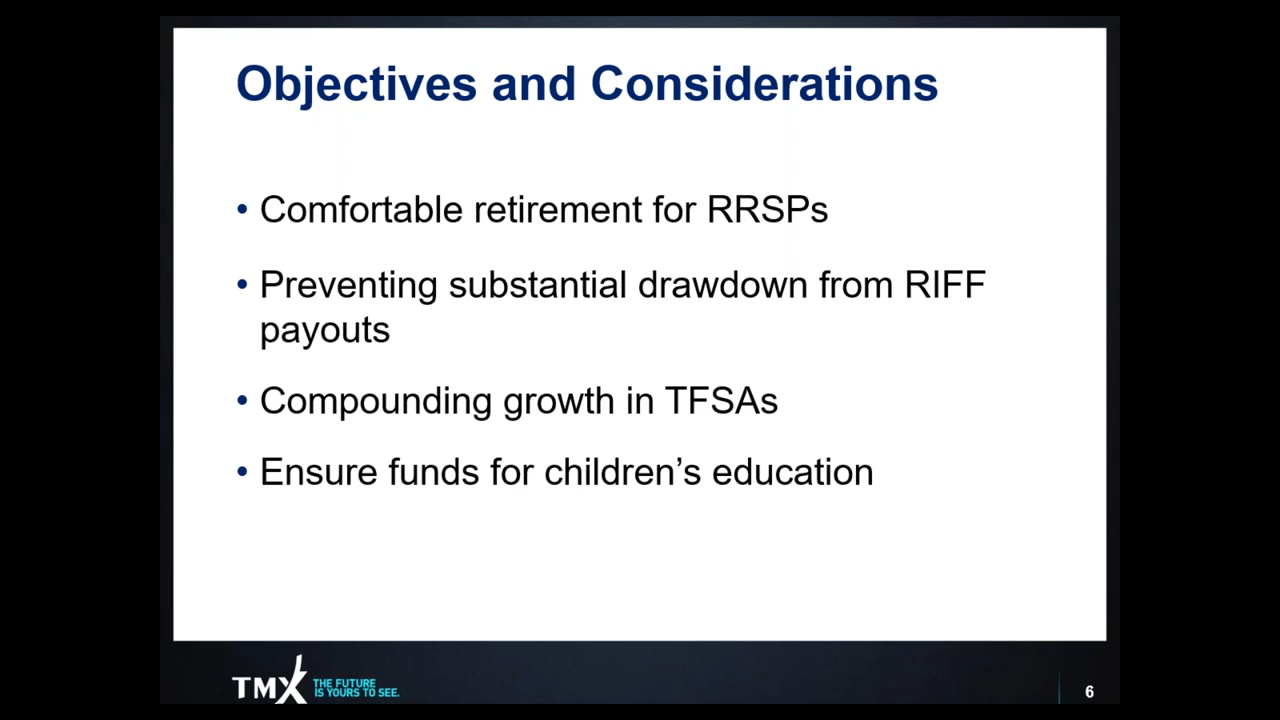 Objectives and Considerations
• Comfortable retirement for RRSPs
• Preventing substantial drawdown from RIFF
payouts
• Compounding growth in TFSAs
• Ensure funds for children’s education
TMX THE FUTURE
IS YOURS TO SEE.
6